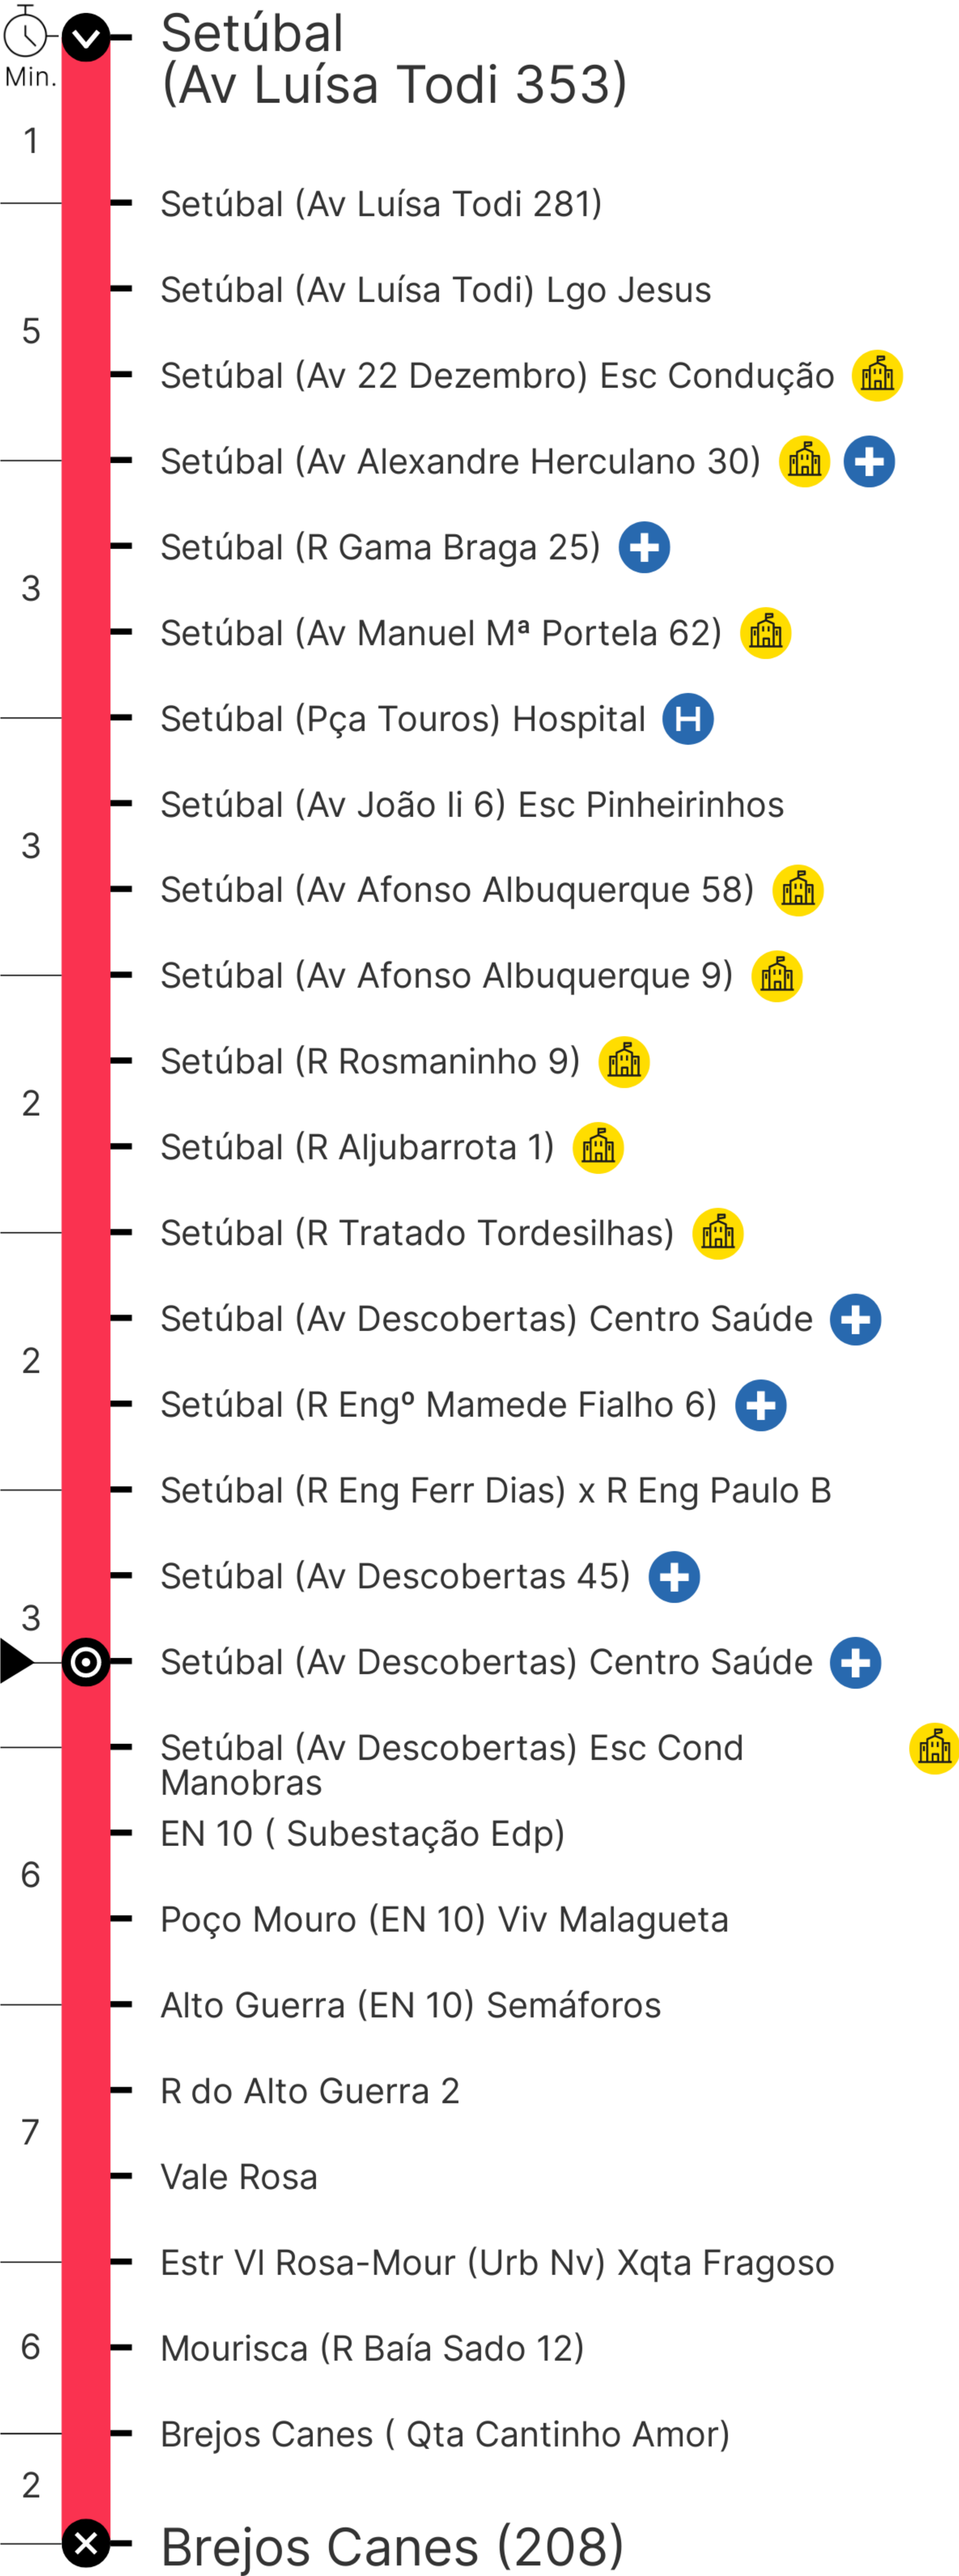 Min.
Setúbal
(Av Luísa Todi 353)
1
Setúbal (Av Luísa Todi 281)
Setúbal (Av Luísa Todi) Lgo Jesus
5
Setúbal (Av 22 Dezembro) Esc Condução
Setúbal (Av Alexandre Herculano 30)
Setúbal (R Gama Braga 25)
3
Setúbal (Av Manuel Mª Portela 62)
Setúbal (Pça Touros) Hospital H
Setúbal (Av João Ii 6) Esc Pinheirinhos
3
Setúbal (Av Afonso Albuquerque 58)
Setúbal (Av Afonso Albuquerque 9)
Setúbal (R Rosmaninho 9)
2
Setúbal (R Aljubarrota 1)
Setúbal (R Tratado Tordesilhas)
Setúbal (Av Descobertas) Centro Saúde
2
Setúbal (R Engº Mamede Fialho 6)
Setúbal (R Eng Ferr Dias) x R Eng Paulo B
Setúbal (Av Descobertas 45)
3
Setúbal (Av Descobertas) Centro Saúde
Setúbal (Av Descobertas) Esc Cond
Manobras
EN 10 ( Subestação Edp)
6
Poço Mouro (EN 10) Viv Malagueta
Alto Guerra (EN 10) Semáforos
R do Alto Guerra 2
7
Vale Rosa
Estr Vl Rosa-Mour (Urb Nv) Xqta Fragoso
6
Mourisca (R Baía Sado 12)
Brejos Canes ( Qta Cantinho Amor)
2
Brejos Canes (208)